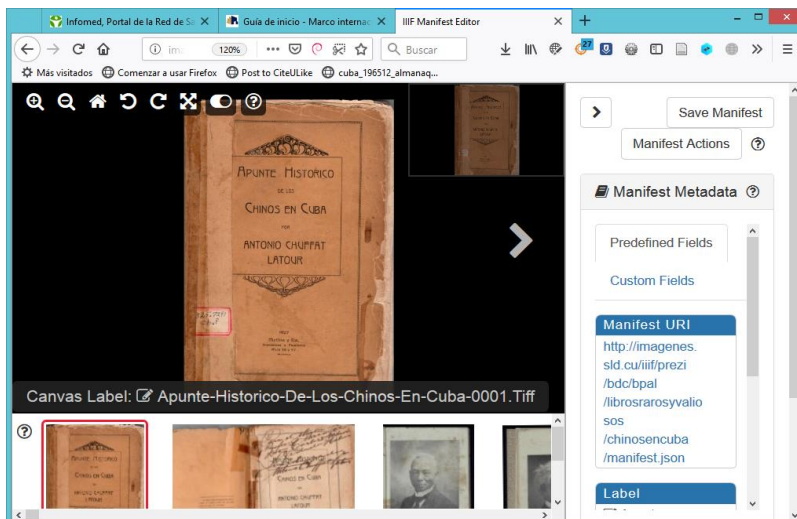 Infomed, Portal de la Red de Sa
Guía de inicio - Marco internac
IIIF Manifest Editor
120%
Buscar
27
Más visitados
Comenzar a usar Firefox
Post to CiteULike
cuba_196512_almanaq...
APUNTE HISTORICO
DE LOS
CHINOS EN CUBA
POR
ANTONIO CHUFFAT
LATOUR
Canvas Label: Apunte-Historico-De-Los-Chinos-En-Cuba-0001.Tiff
Save Manifest
Manifest Actions
Manifest Metadata
Predefined Fields
Custom Fields
Manifest URI
http://imagenes.
sld.cu/iiif/prezi
/bdc/bpal
/librosrarosyvalio
sos
/chinosencuba
/manifest.json
Label